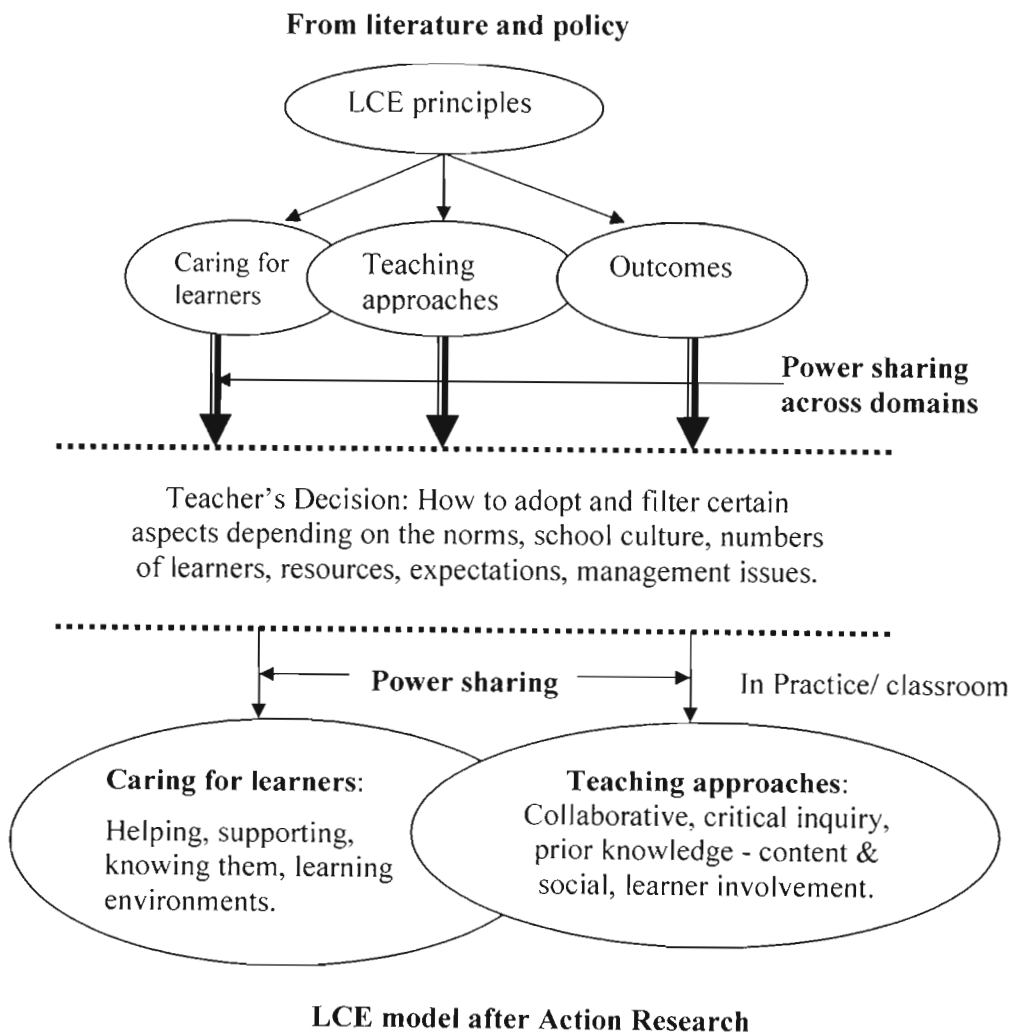 From literature and policy
LCE principles
Caring for
learners
Teaching
approaches
Outcomes
Power sharing
across domains
Teacher's Decision: How to adopt and filter certain
aspects depending on the norms, school culture, numbers
of learners, resources, expectations, management issues.
Power sharing
In Practice/ classroom
Caring for learners:
Helping, supporting,
knowing them, learning
environments.
Teaching approaches:
Collaborative, critical inquiry,
prior knowledge - content &
social, learner involvement.
LCE model after Action Research